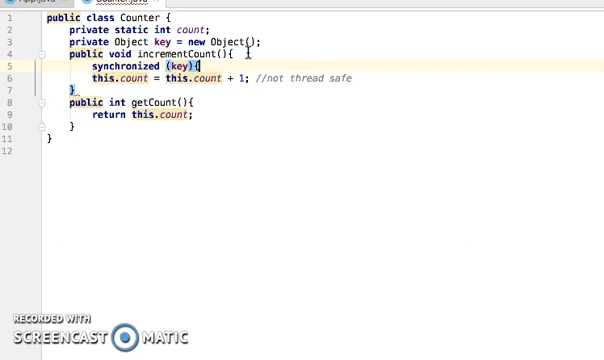 Counter.java
1 public class Counter {
2 private static int count;
3 private Object key = new Object();
4 public void incrementCount(){
5 synchronized (key){
6 this.count = this.count + 1; //not thread safe
7 }
8 public int getCount(){
9 return this.count;
10 }
11 }
12
RECORDED WITH
SCREENCAST MATIC